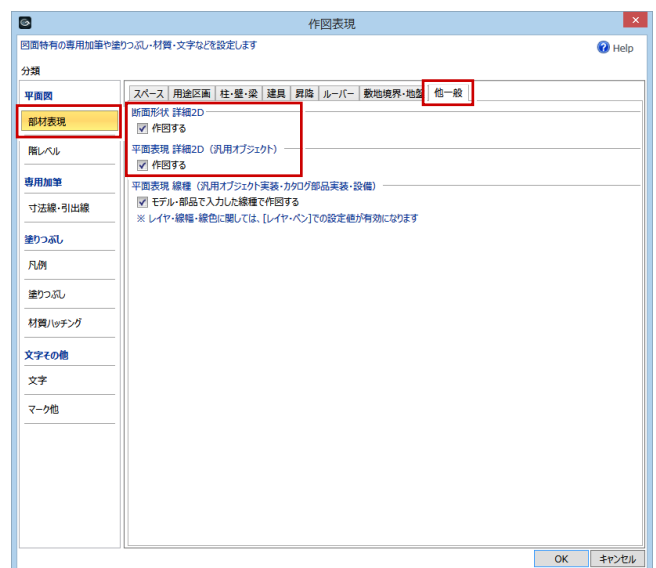 作図表現
図面特有の専用加筆や塗りつぶし・材質・文字などを設定します
Help
分類
平面図
部材表現
階レベル
専用加筆
寸法線・引出線
塗りつぶし
凡例
塗りつぶし
材質ハッチング
文字その他
文字
マーク他
スペース 用途区画 柱・壁・梁 建具 昇降 ルーバー 敷地境界・地盤 他一般
断面形状 詳細2D
作図する
平面表現 詳細2D（汎用オブジェクト）
作図する
平面表現 線種（汎用オブジェクト実装・カタログ部品実装・設備）
モデル・部品で入力した線種で作図する
※ レイヤ・線幅・線色に関しては、[レイヤ・ペン]での設定値が有効になります
OK キャンセル